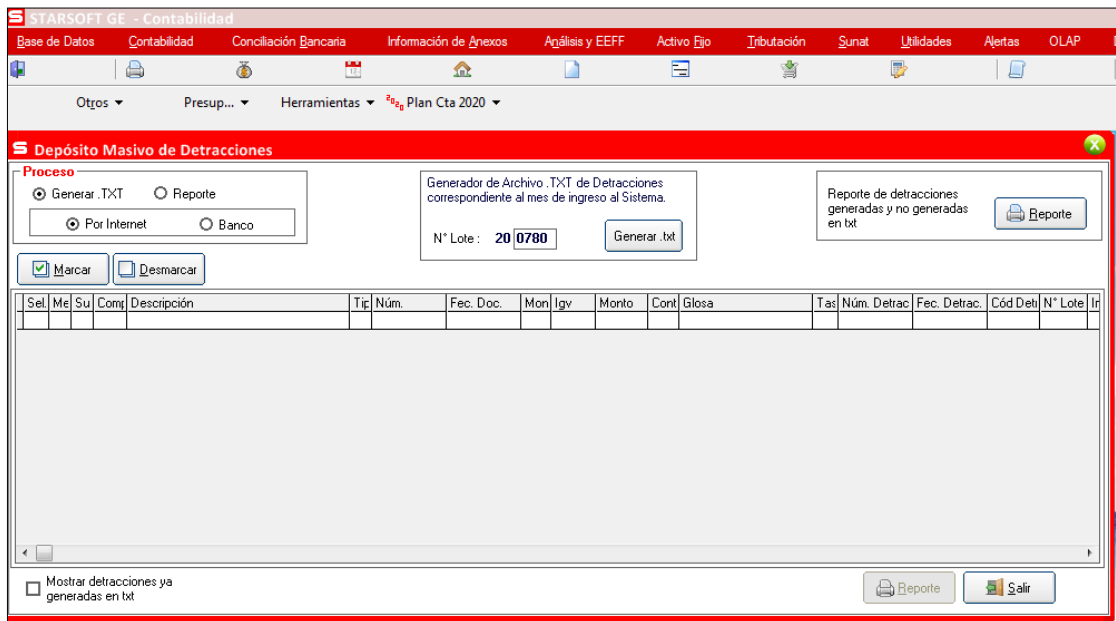 STARSOFT GE - Contabilidad
Base de Datos Contabilidad Conciliación Bancaria Información de Anexos Análisis y EEFF Activo Fijo Tributación Sunat Utilidades Alertas OLAP
Otros Presup... Herramientas 2020 Plan Cta 2020
Depósito Masivo de Detracciones
Proceso
Generar .TXT Reporte
Por Internet Banco
Generador de Archivo .TXT de Detracciones
correspondiente al mes de ingreso al Sistema.
N° Lote : 20 0780 Generar .txt
Reporte de detracciones
generadas y no generadas
en txt
Reporte
Marcar Desmarcar
Sel. Me Su Comp Descripción Tip Núm. Fec. Doc. Mon Igv Monto Cont Glosa Tas Núm. Detrac Fec. Detrac. Cód Detr N° Lote
Mostrar detracciones ya
generadas en txt
Reporte Salir